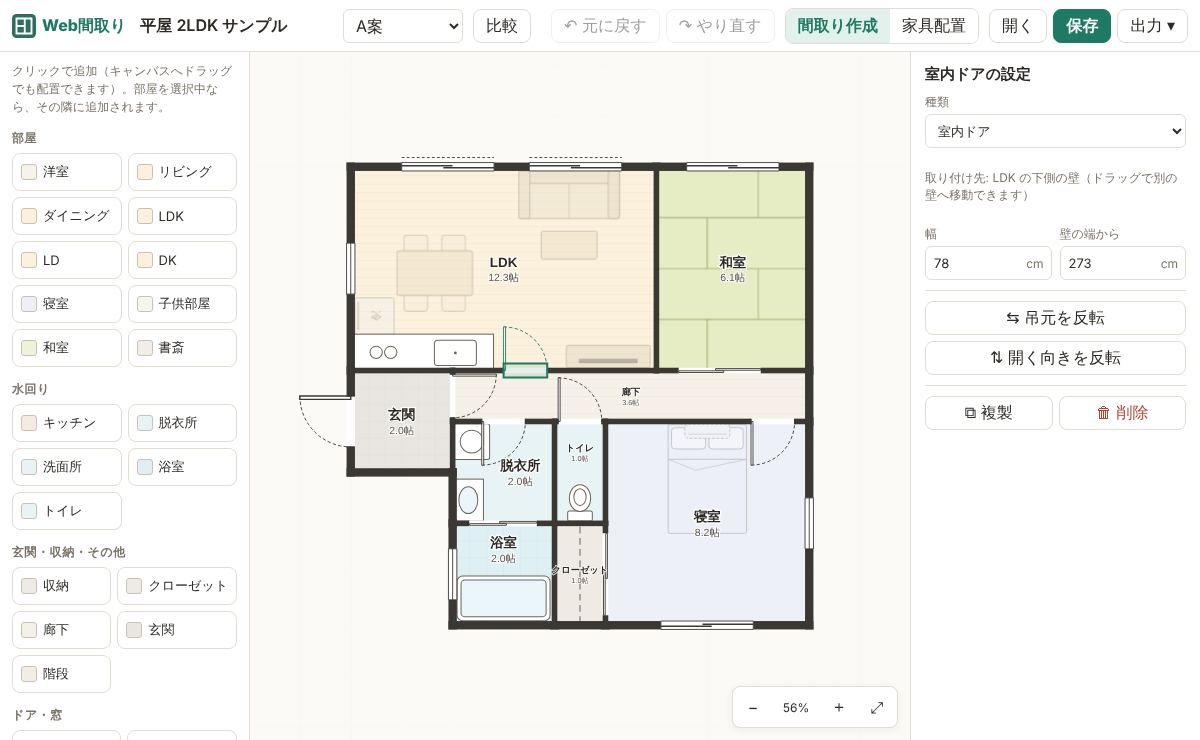 Web間取り 平屋 2LDK サンプル A案 比較 ↶ 元に戻す ↷ やり直す 間取り作成 家具配置 開く 保存 出力 ▾
クリックで追加（キャンバスへドラッグ
でも配置できます）。部屋を選択中な
ら、その隣に追加されます。
部屋
洋室 リビング
ダイニング LDK
LD DK
寝室 子供部屋
和室 書斎
水回り
キッチン 脱衣所
洗面所 浴室
トイレ
玄関・収納・その他
収納 クローゼット
廊下 玄関
階段
ドア・窓
LDK
12.3帖
和室
6.1帖
廊下
3.6帖
玄関
2.0帖
脱衣所
2.0帖
トイレ
1.0帖
寝室
8.2帖
浴室
2.0帖
クローゼット
1.0帖
− 56% +
室内ドアの設定
種類
室内ドア
取り付け先: LDK の下側の壁（ドラッグで別の
壁へ移動できます）
幅 壁の端から
78 cm 273 cm
⇆ 吊元を反転
⇅ 開く向きを反転
複製 削除